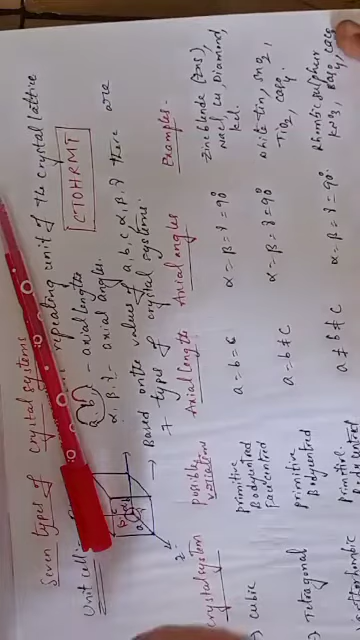 Seven types of crystal systems
Unit cell:- repeating unit of the crystal lattice
a, b, c - axial lengths
α, β, γ - axial angles.
CTOHRMT
→ Based on the values of a, b, c α, β, γ there are
7 types of crystal systems.
Crystal system possible variation Axial lengths Axial angles Examples.
Cubic primitive Bodycentred Facecentred a = b = c α = β = γ = 90° Zincblende (ZnS), NaCl, Cu, Diamond, KCl.
Tetragonal primitive Bodycentred a = b ≠ c α = β = γ = 90° White tin, SnO2, TiO2, CaSO4.
primitive a ≠ b ≠ c α = β = γ = 90° Rhombic sulphur KNO3, BaSO4